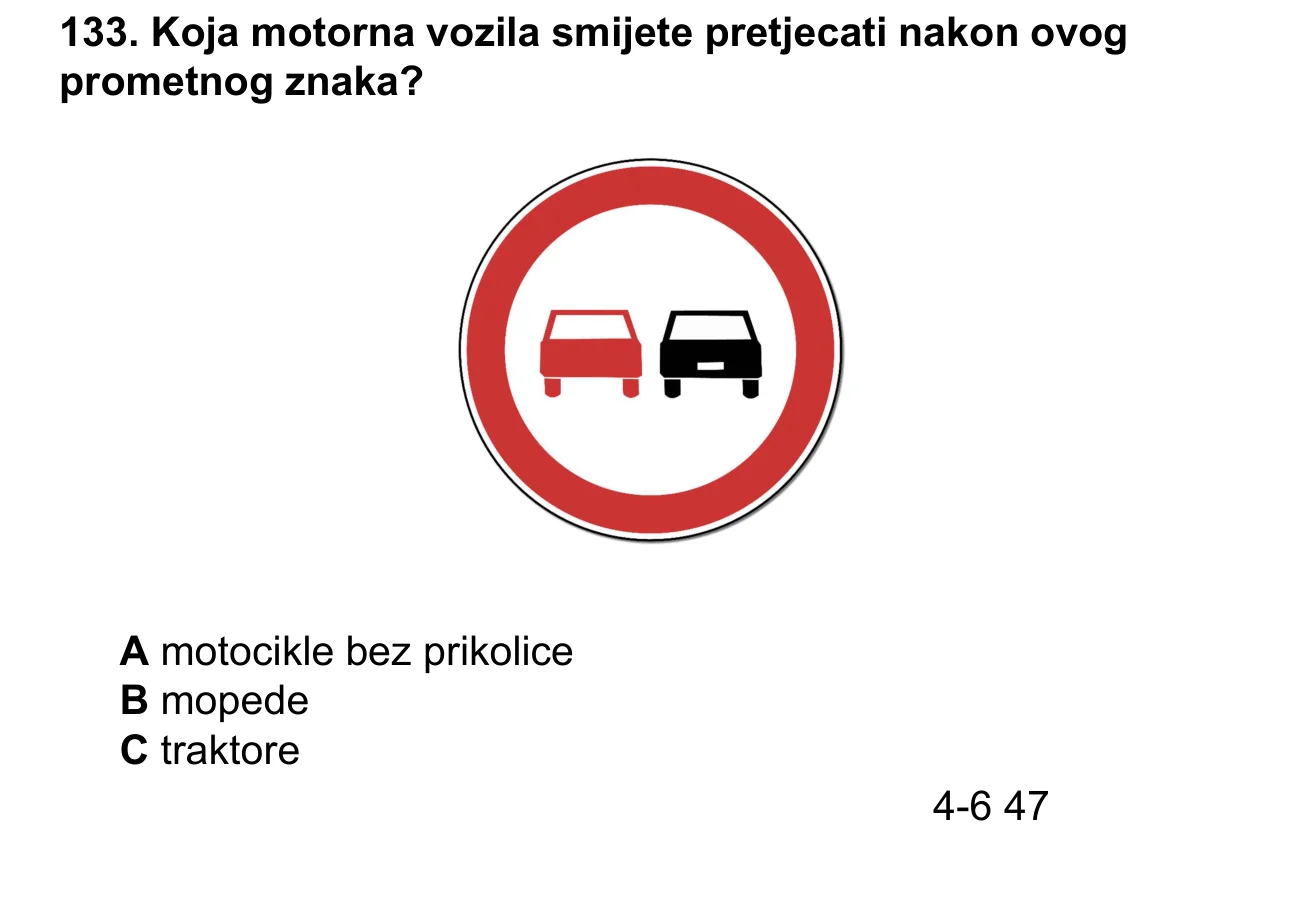 133. Koja motorna vozila smijete pretjecati nakon ovog
prometnog znaka?
A motocikle bez prikolice
B mopede
C traktore
4-6 47